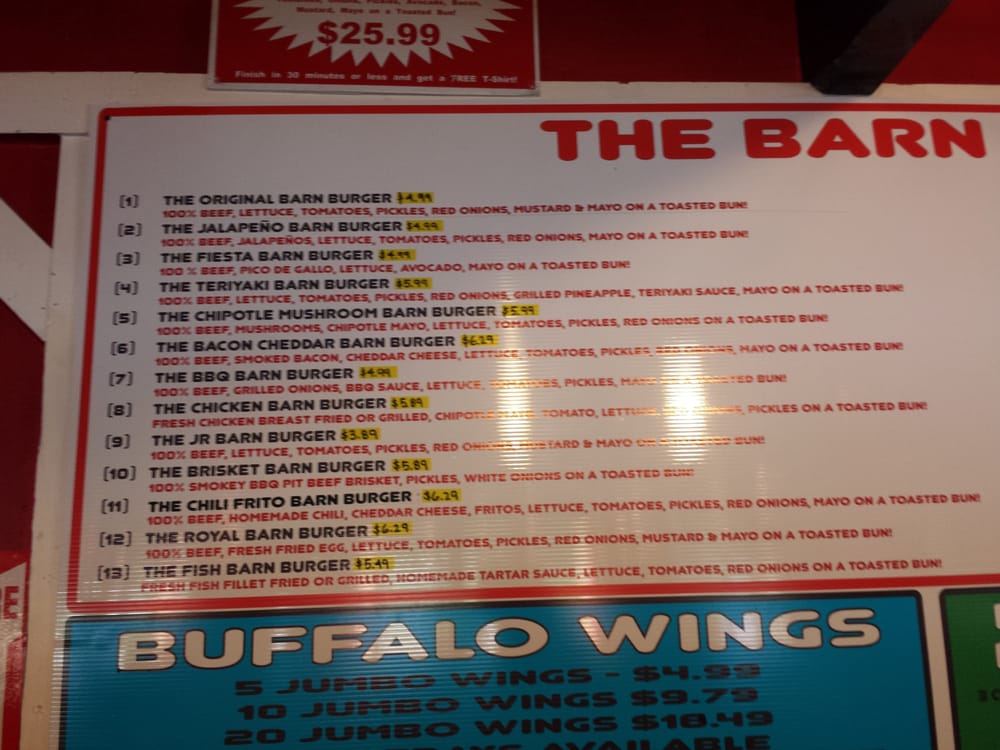 Mustard, Mayo on a Toasted Bun!
$25.99
Finish in 30 minutes or less and get a FREE T-Shirt!
THE BARN
(1) THE ORIGINAL BARN BURGER $4.99
100% BEEF, LETTUCE, TOMATOES, PICKLES, RED ONIONS, MUSTARD & MAYO ON A TOASTED BUN!
(2) THE JALAPEÑO BARN BURGER $4.99
100% BEEF, JALAPEÑOS, LETTUCE, TOMATOES, PICKLES, RED ONIONS, MAYO ON A TOASTED BUN!
(3) THE FIESTA BARN BURGER $4.99
100 % BEEF, PICO DE GALLO, LETTUCE, AVOCADO, MAYO ON A TOASTED BUN!
(4) THE TERIYAKI BARN BURGER $5.99
100% BEEF, LETTUCE, TOMATOES, PICKLES, RED ONIONS, GRILLED PINEAPPLE, TERIYAKI SAUCE, MAYO ON A TOASTED BUN!
(5) THE CHIPOTLE MUSHROOM BARN BURGER $5.99
100% BEEF, MUSHROOMS, CHIPOTLE MAYO, LETTUCE, TOMATOES, PICKLES, RED ONIONS ON A TOASTED BUN!
(6) THE BACON CHEDDAR BARN BURGER $6.29
100% BEEF, SMOKED BACON, CHEDDAR CHEESE, LETTUCE, TOMATOES, PICKLES, RED ONIONS, MAYO ON A TOASTED BUN!
(7) THE BBQ BARN BURGER $4.99
100% BEEF, GRILLED ONIONS, BBQ SAUCE, LETTUCE, TOMATOES, PICKLES, BUN!
(8) THE CHICKEN BARN BURGER $5.89
FRESH CHICKEN BREAST FRIED OR GRILLED, TOMATO, PICKLES ON A TOASTED BUN!
(9) THE JR BARN BURGER $3.89
100% BEEF, LETTUCE, TOMATOES, PICKLES, RED ONIONS, MUSTARD & MAYO ON A TOASTED BUN!
(10) THE BRISKET BARN BURGER $5.89
100% SMOKEY BBQ PIT BEEF BRISKET, PICKLES, WHITE ONIONS ON A TOASTED BUN!
(11) THE CHILI FRITO BARN BURGER $6.29
100% BEEF, HOMEMADE CHILI, CHEDDAR CHEESE, FRITOS, LETTUCE, TOMATOES, PICKLES, RED ONIONS, MAYO ON A TOASTED BUN!
(12) THE ROYAL BARN BURGER $6.29
100% BEEF, FRESH FRIED EGG, LETTUCE, TOMATOES, PICKLES, RED ONIONS, MUSTARD & MAYO ON A TOASTED BUN!
(13) THE FISH BARN BURGER $5.49
FRESH FISH FILLET FRIED OR GRILLED, HOMEMADE TARTAR SAUCE, LETTUCE, TOMATOES, RED ONIONS ON A TOASTED BUN!
BUFFALO WINGS
5 JUMBO WINGS - $4.99
10 JUMBO WINGS $9.79
20 JUMBO WINGS $18.49
AVAILABLE